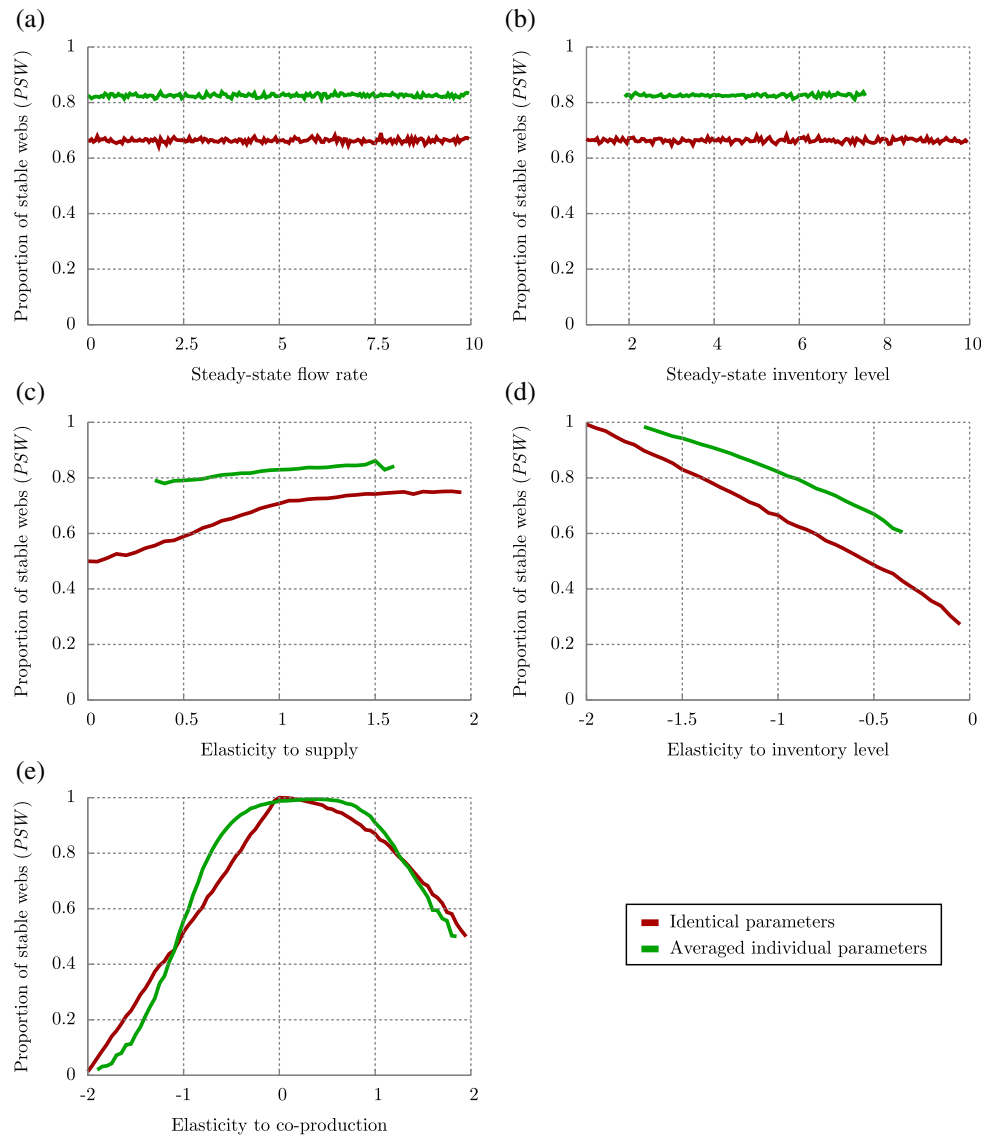 (a)
Proportion of stable webs (PSW)
1
0.8
0.6
0.4
0.2
0
0 2.5 5 7.5 10
Steady-state flow rate
(b)
Proportion of stable webs (PSW)
1
0.8
0.6
0.4
0.2
0
2 4 6 8 10
Steady-state inventory level
(c)
Proportion of stable webs (PSW)
1
0.8
0.6
0.4
0.2
0
0 0.5 1 1.5 2
Elasticity to supply
(d)
Proportion of stable webs (PSW)
1
0.8
0.6
0.4
0.2
0
-2 -1.5 -1 -0.5 0
Elasticity to inventory level
(e)
Proportion of stable webs (PSW)
1
0.8
0.6
0.4
0.2
0
-2 -1 0 1 2
Elasticity to co-production
Identical parameters
Averaged individual parameters